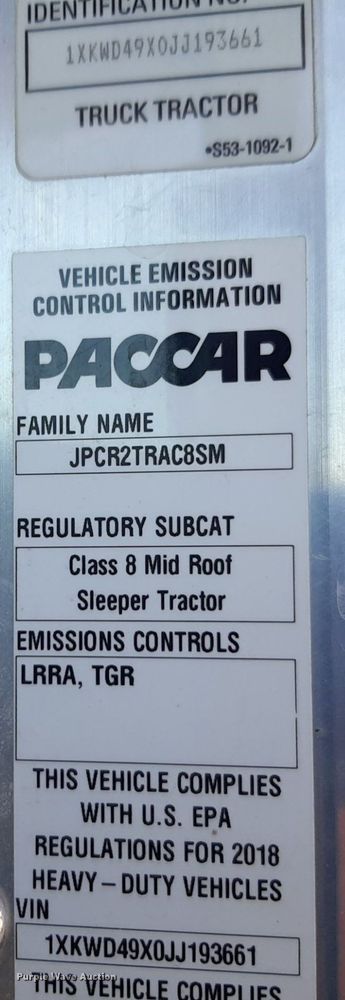 IDENTIFICATION NO.
1XKWD49X0JJ193661
TRUCK TRACTOR
•S53-1092-1
VEHICLE EMISSION
CONTROL INFORMATION
PACCAR
FAMILY NAME
JPCR2TRAC8SM
REGULATORY SUBCAT
Class 8 Mid Roof
Sleeper Tractor
EMISSIONS CONTROLS
LRRA, TGR
THIS VEHICLE COMPLIES
WITH U.S. EPA
REGULATIONS FOR 2018
HEAVY – DUTY VEHICLES
VIN
1XKWD49X0JJ193661
Purple Wave Auction
THIS VEHICLE COMPLIES